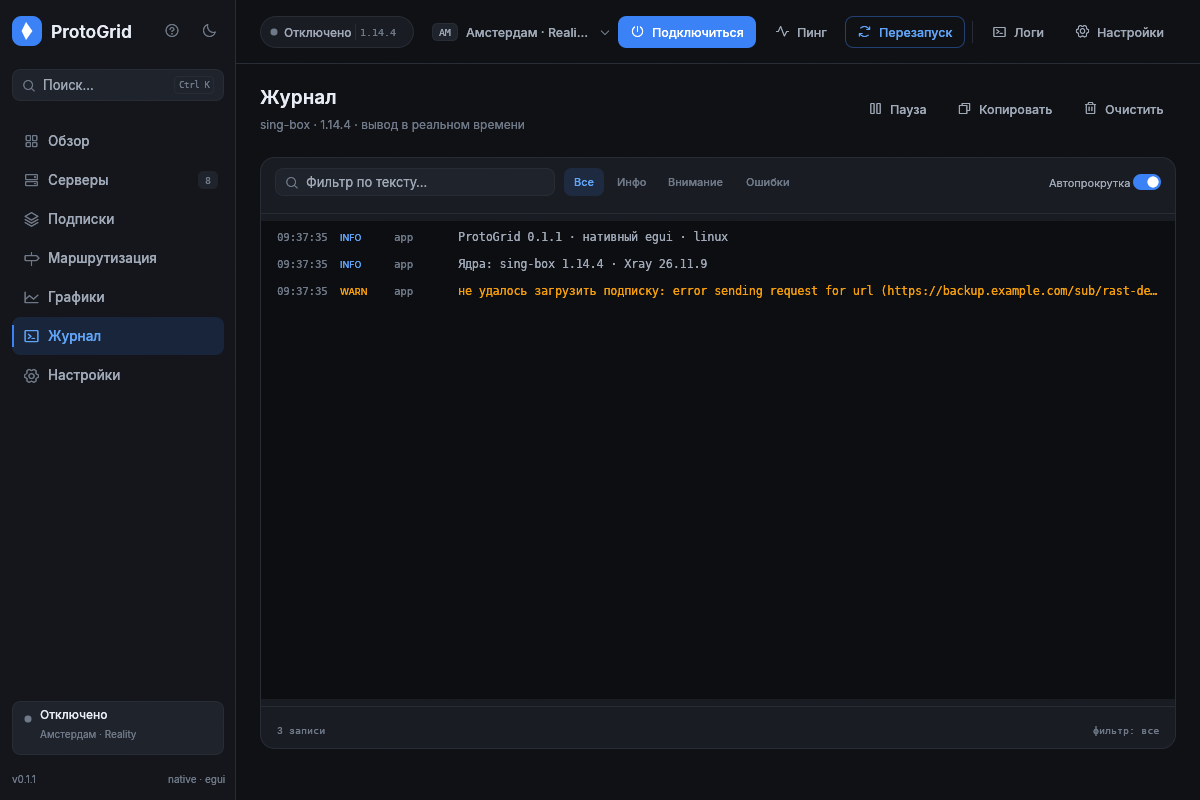 ProtoGrid
Поиск...
Ctrl K
Обзор
Серверы
8
Подписки
Маршрутизация
Графики
Журнал
Настройки
Отключено
Амстердам · Reality
v0.1.1
native · egui
Отключено
1.14.4
AM
Амстердам · Reali...
Подключиться
Пинг
Перезапуск
Логи
Настройки
Журнал
sing-box · 1.14.4 · вывод в реальном времени
Пауза
Копировать
Очистить
Фильтр по тексту...
Все
Инфо
Внимание
Ошибки
Автопрокрутка
09:37:35 INFO app ProtoGrid 0.1.1 · нативный egui · linux
09:37:35 INFO app Ядра: sing-box 1.14.4 · Xray 26.11.9
09:37:35 WARN app не удалось загрузить подписку: error sending request for url (https://backup.example.com/sub/rast-de…
3 записи
фильтр: все